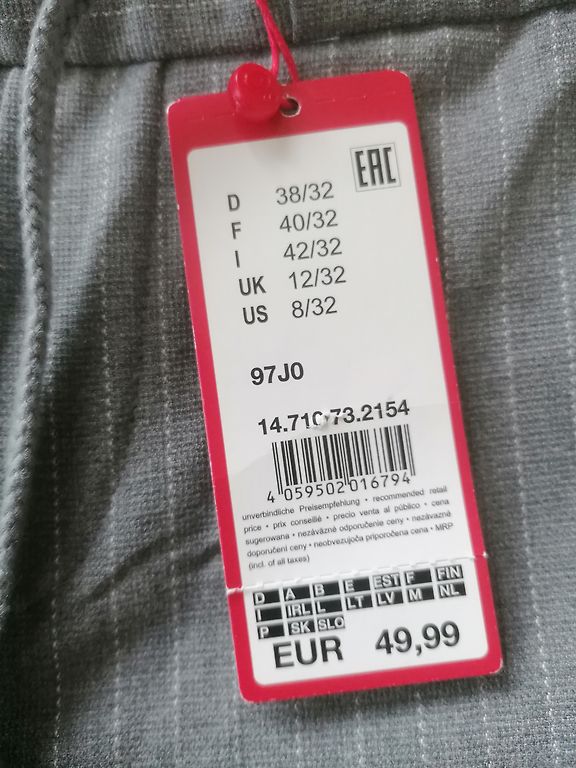 EAC
D 38/32
F 40/32
I 42/32
UK 12/32
US 8/32
97J0
14.710.73.2154
4 059502 016794
unverbindliche Preisempfehlung • recommended retail
price • prix conseillé • precio venta al público • cena
sugerowana • nezáväzné odporučenie ceny • nezávazné
doporučení ceny • neobvezujoča priporočena cena • MRP
(incl. of all taxes)
D A B E EST F FIN
I IRL L LT LV M NL
P SK SLO
EUR 49,99